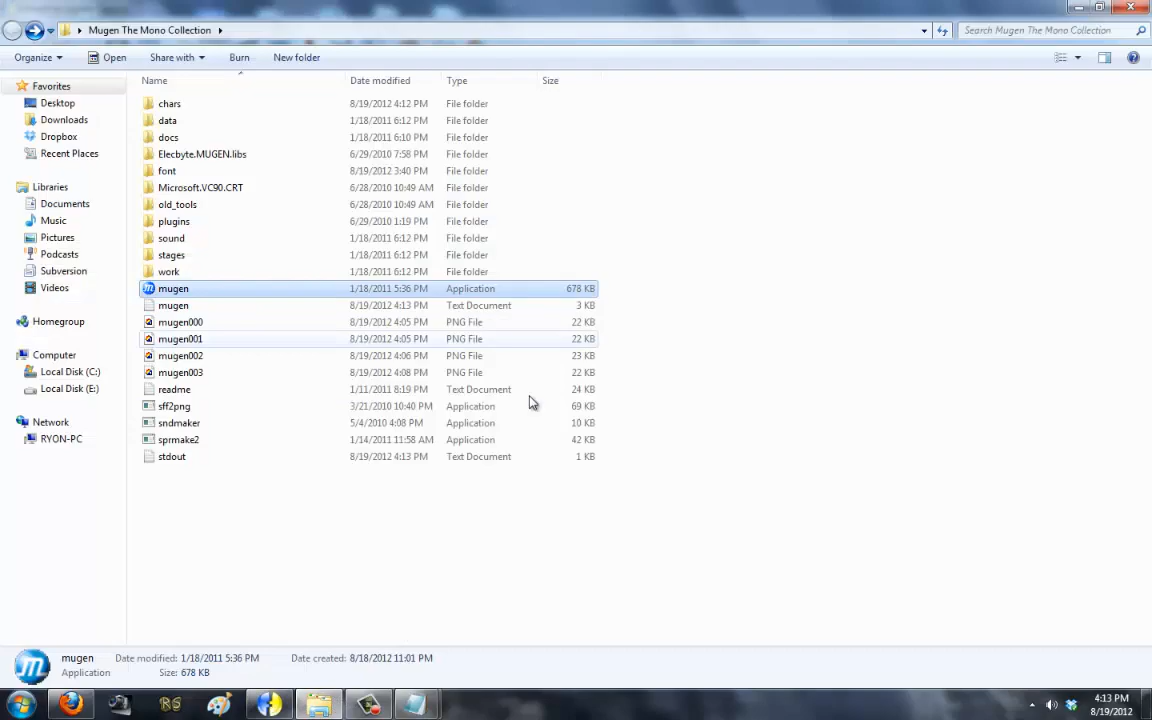 Mugen The Mono Collection
Search Mugen The Mono Collection
Organize Open Share with Burn New folder
Name Date modified Type Size
Favorites
Desktop
Downloads
Dropbox
Recent Places
Libraries
Documents
Music
Pictures
Podcasts
Subversion
Videos
Homegroup
Computer
Local Disk (C:)
Local Disk (E:)
Network
RYON-PC
chars 8/19/2012 4:12 PM File folder
data 1/18/2011 6:12 PM File folder
docs 1/18/2011 6:10 PM File folder
Elecbyte.MUGEN.libs 6/29/2010 7:58 PM File folder
font 8/19/2012 3:40 PM File folder
Microsoft.VC90.CRT 6/28/2010 10:49 AM File folder
old_tools 6/28/2010 10:49 AM File folder
plugins 6/29/2010 1:19 PM File folder
sound 1/18/2011 6:12 PM File folder
stages 1/18/2011 6:12 PM File folder
work 1/18/2011 6:12 PM File folder
mugen 1/18/2011 5:36 PM Application 678 KB
mugen 8/19/2012 4:13 PM Text Document 3 KB
mugen000 8/19/2012 4:05 PM PNG File 22 KB
mugen001 8/19/2012 4:05 PM PNG File 22 KB
mugen002 8/19/2012 4:06 PM PNG File 23 KB
mugen003 8/19/2012 4:08 PM PNG File 22 KB
readme 1/11/2011 8:19 PM Text Document 24 KB
sff2png 3/21/2010 10:40 PM Application 69 KB
sndmaker 5/4/2010 4:08 PM Application 10 KB
sprmake2 1/14/2011 11:58 AM Application 42 KB
stdout 8/19/2012 4:13 PM Text Document 1 KB
mugen Date modified: 1/18/2011 5:36 PM Date created: 8/18/2012 11:01 PM
Application Size: 678 KB
RS
4:13 PM
8/19/2012